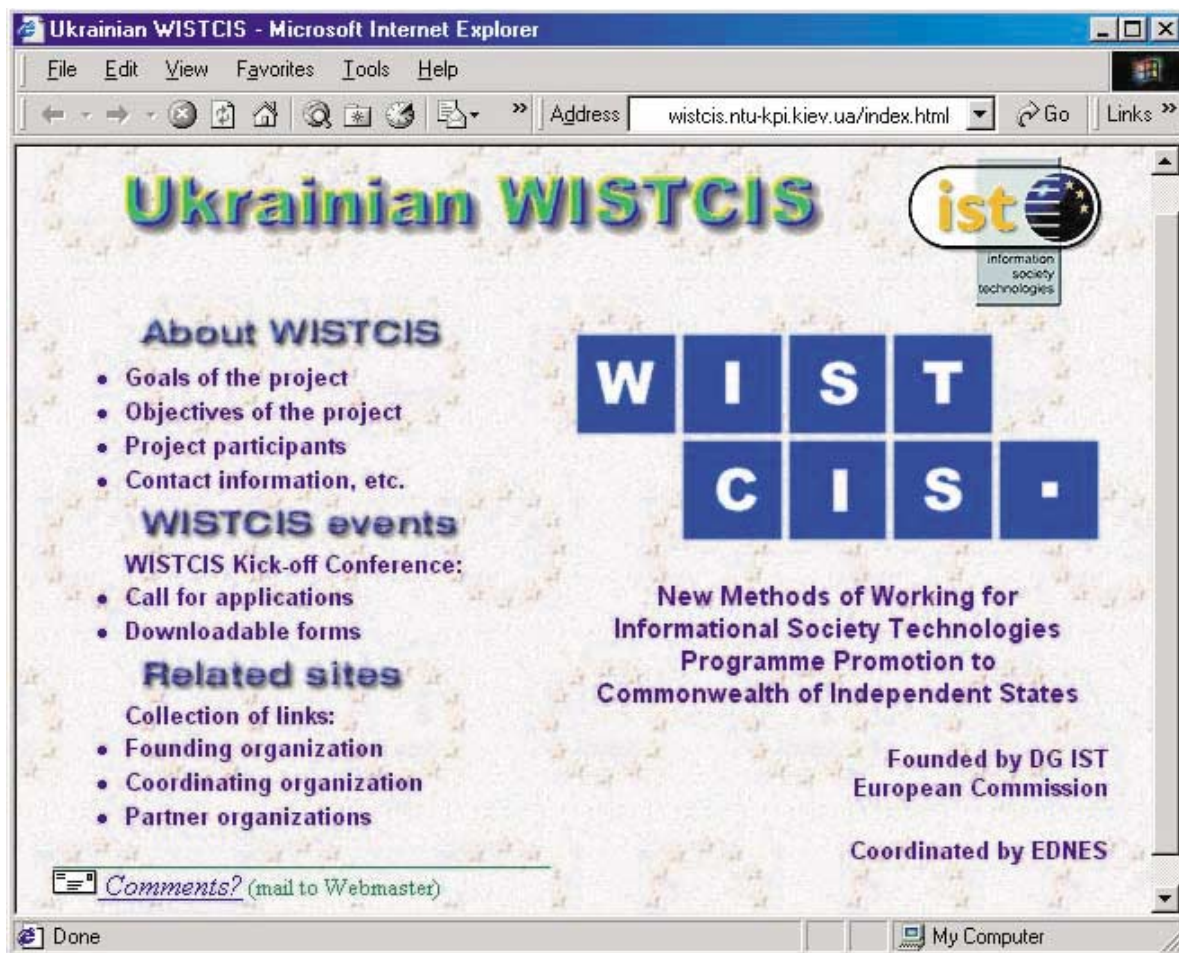 Ukrainian WISTCIS - Microsoft Internet Explorer
File Edit View Favorites Tools Help
» Address wistcis.ntu-kpi.kiev.ua/index.html Go Links »
Ukrainian WISTCIS
ist
information
society
technologies
About WISTCIS
• Goals of the project
• Objectives of the project
• Project participants
• Contact information, etc.
WISTCIS events
WISTCIS Kick-off Conference:
• Call for applications
• Downloadable forms
Related sites
Collection of links:
• Founding organization
• Coordinating organization
• Partner organizations
Comments? (mail to Webmaster)
W I S T
C I S ·
New Methods of Working for
Informational Society Technologies
Programme Promotion to
Commonwealth of Independent States
Founded by DG IST
European Commission
Coordinated by EDNES
Done My Computer